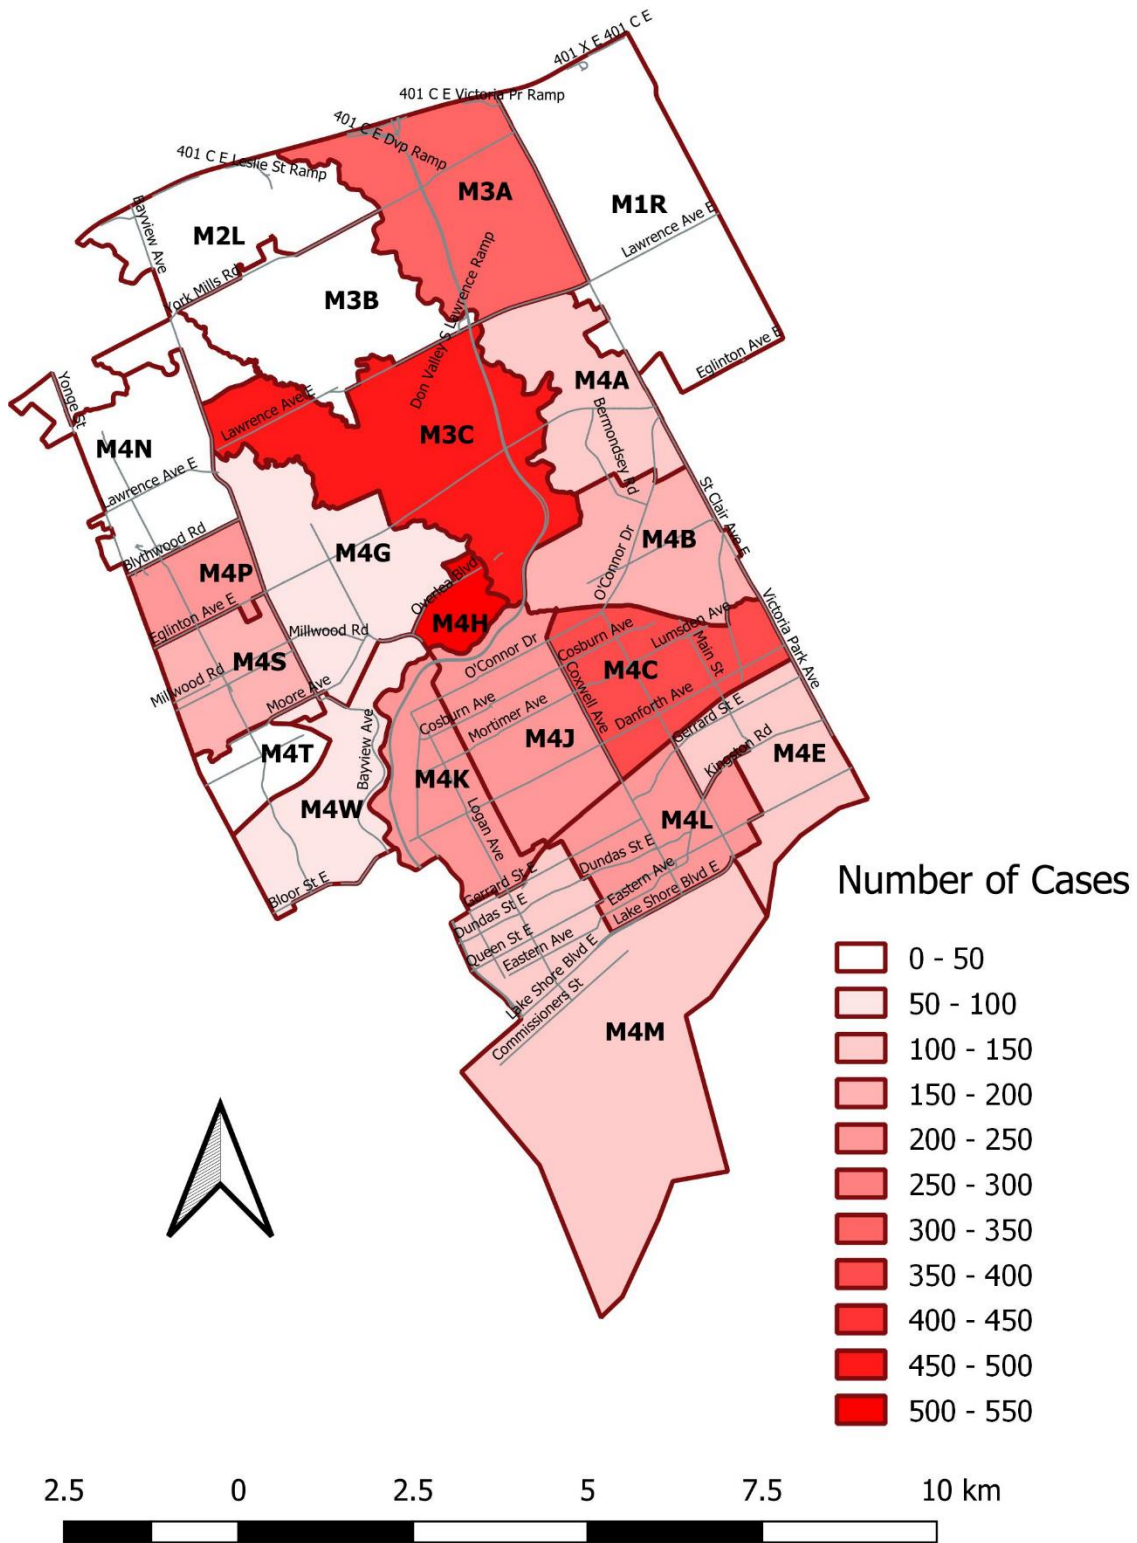 401 X E 401 C E
401 C E Victoria Pr Ramp
401 C E Dvp Ramp
401 C E Leslie St Ramp
M3A
M1R
Bayview Ave
M2L
Lawrence Ave E
York Mills Rd
M3B
Don Valley S Lawrence Ramp
Eglinton Ave E
Yonge St
M4A
Lawrence Ave E
Bermondsey Rd
M3C
M4N
Lawrence Ave E
St Clair Ave E
Blythwood Rd
M4G
M4B
O'Connor Dr
M4P
Overlea Blvd
Eglinton Ave E
M4H
Victoria Park Ave
Millwood Rd
O'Connor Dr
Cosburn Ave
Lumsden Ave
Main St
M4S
M4C
Millwood Rd
Moore Ave
Coxwell Ave
Cosburn Ave
Mortimer Ave
Danforth Ave
Gerrard St E
M4J
M4T
Bayview Ave
M4K
Kingston Rd
M4E
M4W
Logan Ave
M4L
Dundas St E
Bloor St E
Gerrard St E
Eastern Ave
Lake Shore Blvd E
Dundas St E
Queen St E
Eastern Ave
Lake Shore Blvd E
Commissioners St
M4M
Number of Cases
0 - 50
50 - 100
100 - 150
150 - 200
200 - 250
250 - 300
300 - 350
350 - 400
400 - 450
450 - 500
500 - 550
2.5 0 2.5 5 7.5 10 km